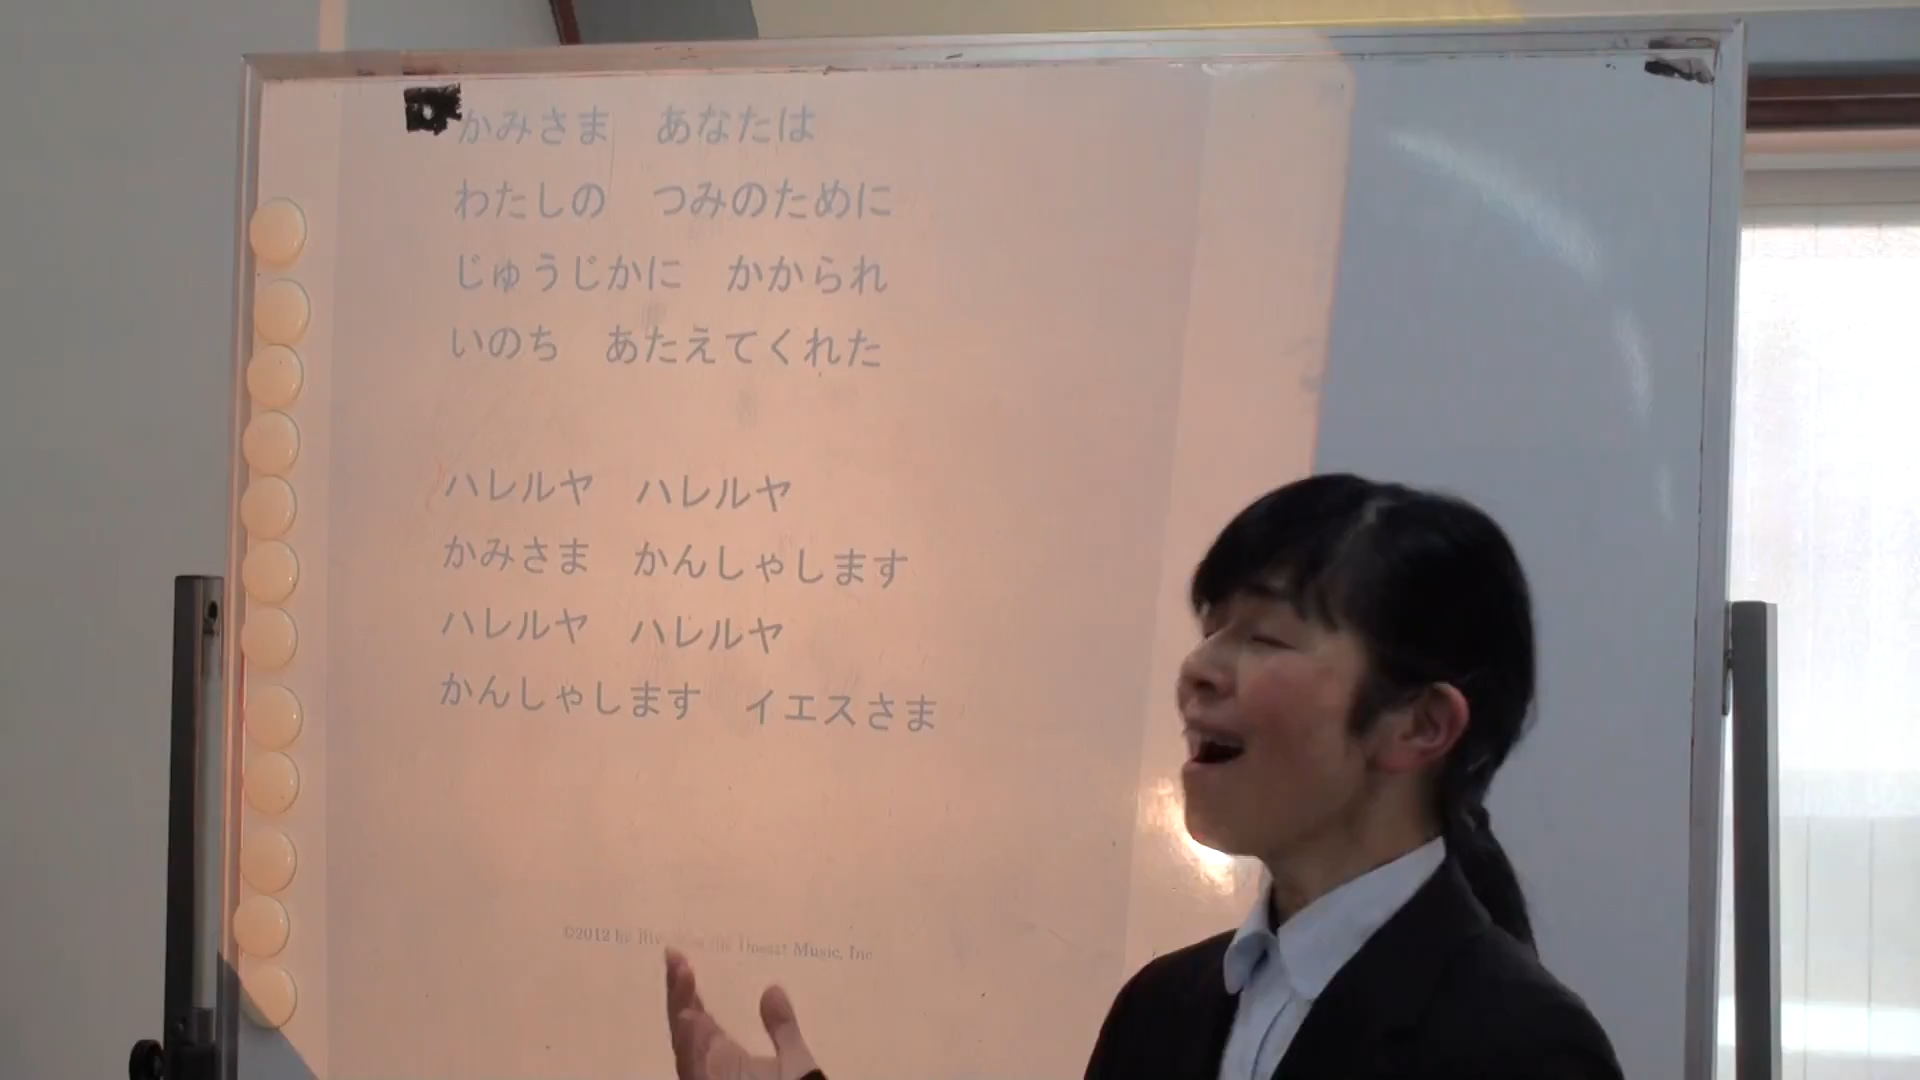 かみさま　あなたは
わたしの　つみのために
じゅうじかに　かかられ
いのち　あたえてくれた
ハレルヤ　ハレルヤ
かみさま　かんしゃします
ハレルヤ　ハレルヤ
かんしゃします　イエスさま
©2012 Music, Inc